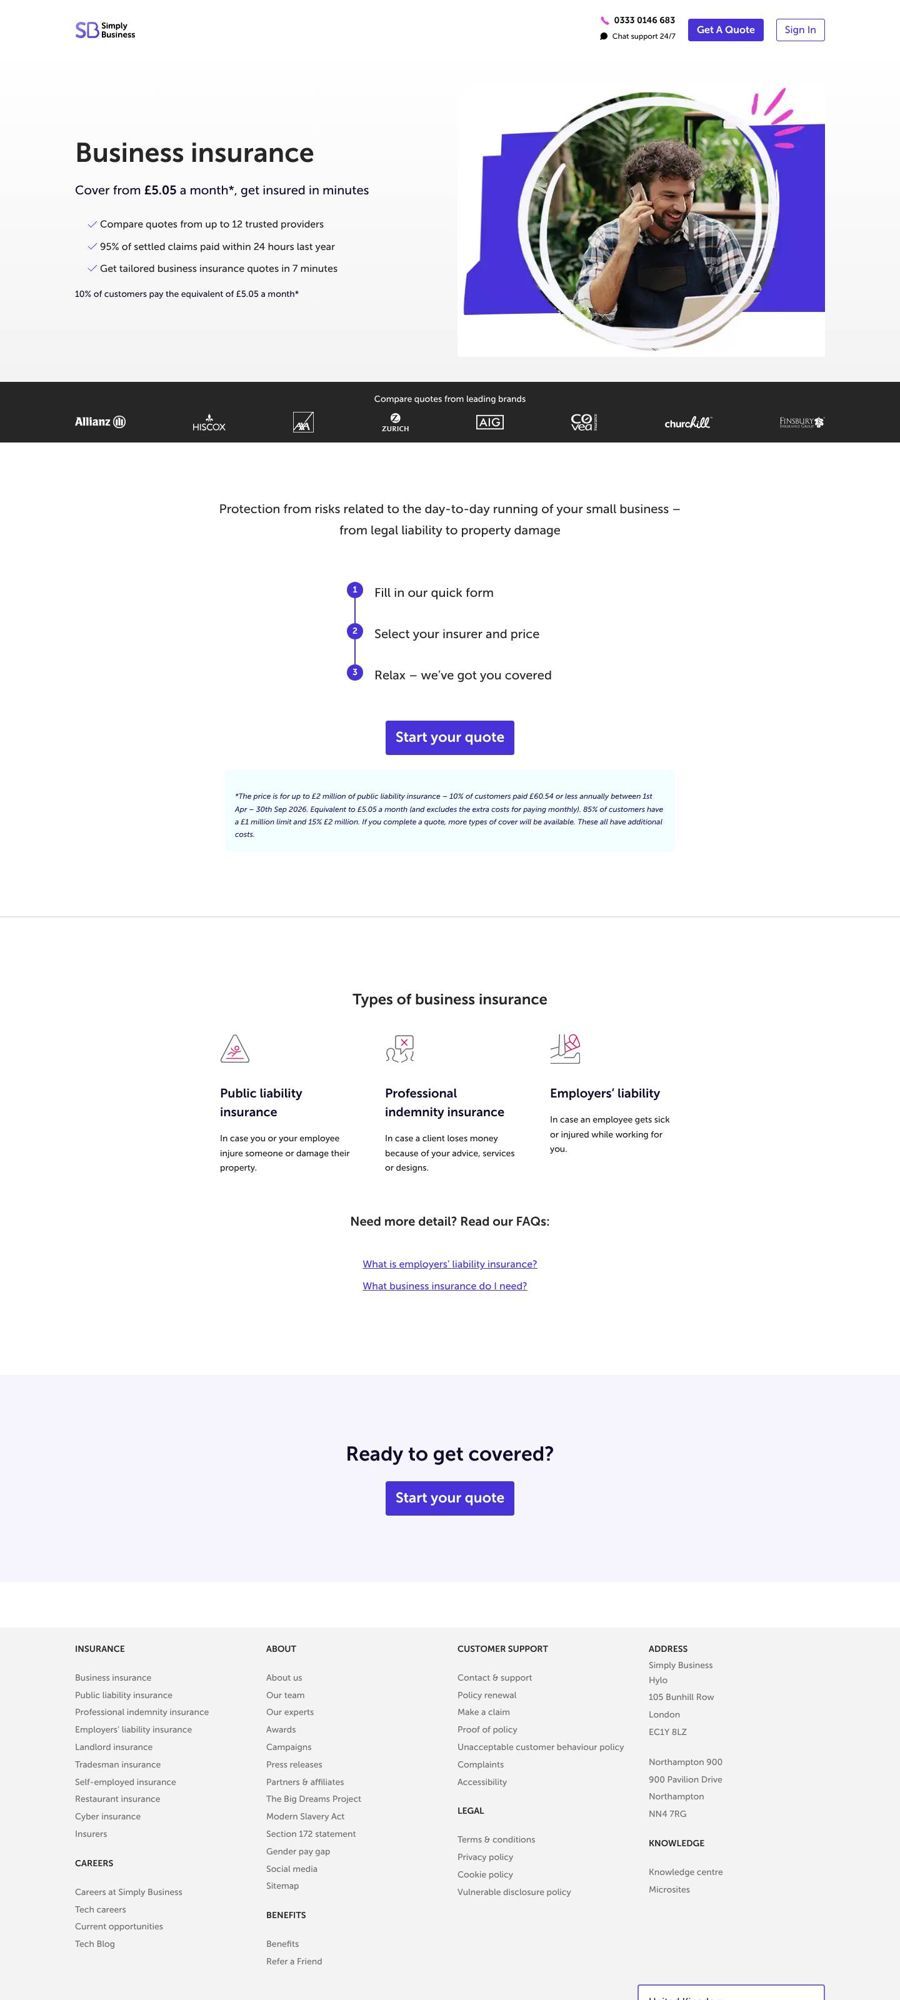 SB Simply
Business
0333 0146 683
Chat support 24/7
Get A Quote
Sign In
Business insurance
Cover from £5.05 a month*, get insured in minutes
Compare quotes from up to 12 trusted providers
95% of settled claims paid within 24 hours last year
Get tailored business insurance quotes in 7 minutes
10% of customers pay the equivalent of £5.05 a month*
Compare quotes from leading brands
Allianz
HISCOX
AXA
ZURICH
AIG
covea INSURANCE
churchill
FINSBURY
Protection from risks related to the day-to-day running of your small business –
from legal liability to property damage
1 Fill in our quick form
2 Select your insurer and price
3 Relax – we've got you covered
Start your quote
*The price is for up to £2 million of public liability insurance – 10% of customers paid £60.54 or less annually between 1st
Apr – 30th Sep 2026. Equivalent to £5.05 a month (and excludes the extra costs for paying monthly). 85% of customers have
a £1 million limit and 15% £2 million. If you complete a quote, more types of cover will be available. These all have additional
costs.
Types of business insurance
Public liability
insurance
In case you or your employee
injure someone or damage their
property.
Professional
indemnity insurance
In case a client loses money
because of your advice, services
or designs.
Employers' liability
In case an employee gets sick
or injured while working for
you.
Need more detail? Read our FAQs:
What is employers' liability insurance?
What business insurance do I need?
Ready to get covered?
Start your quote
INSURANCE
Business insurance
Public liability insurance
Professional indemnity insurance
Employers' liability insurance
Landlord insurance
Tradesman insurance
Self-employed insurance
Restaurant insurance
Cyber insurance
Insurers
CAREERS
Careers at Simply Business
Tech careers
Current opportunities
Tech Blog
ABOUT
About us
Our team
Our experts
Awards
Campaigns
Press releases
Partners & affiliates
The Big Dreams Project
Modern Slavery Act
Section 172 statement
Gender pay gap
Social media
Sitemap
BENEFITS
Benefits
Refer a Friend
CUSTOMER SUPPORT
Contact & support
Policy renewal
Make a claim
Proof of policy
Unacceptable customer behaviour policy
Complaints
Accessibility
LEGAL
Terms & conditions
Privacy policy
Cookie policy
Vulnerable disclosure policy
ADDRESS
Simply Business
Hylo
105 Bunhill Row
London
EC1Y 8LZ
Northampton 900
900 Pavilion Drive
Northampton
NN4 7RG
KNOWLEDGE
Knowledge centre
Microsites